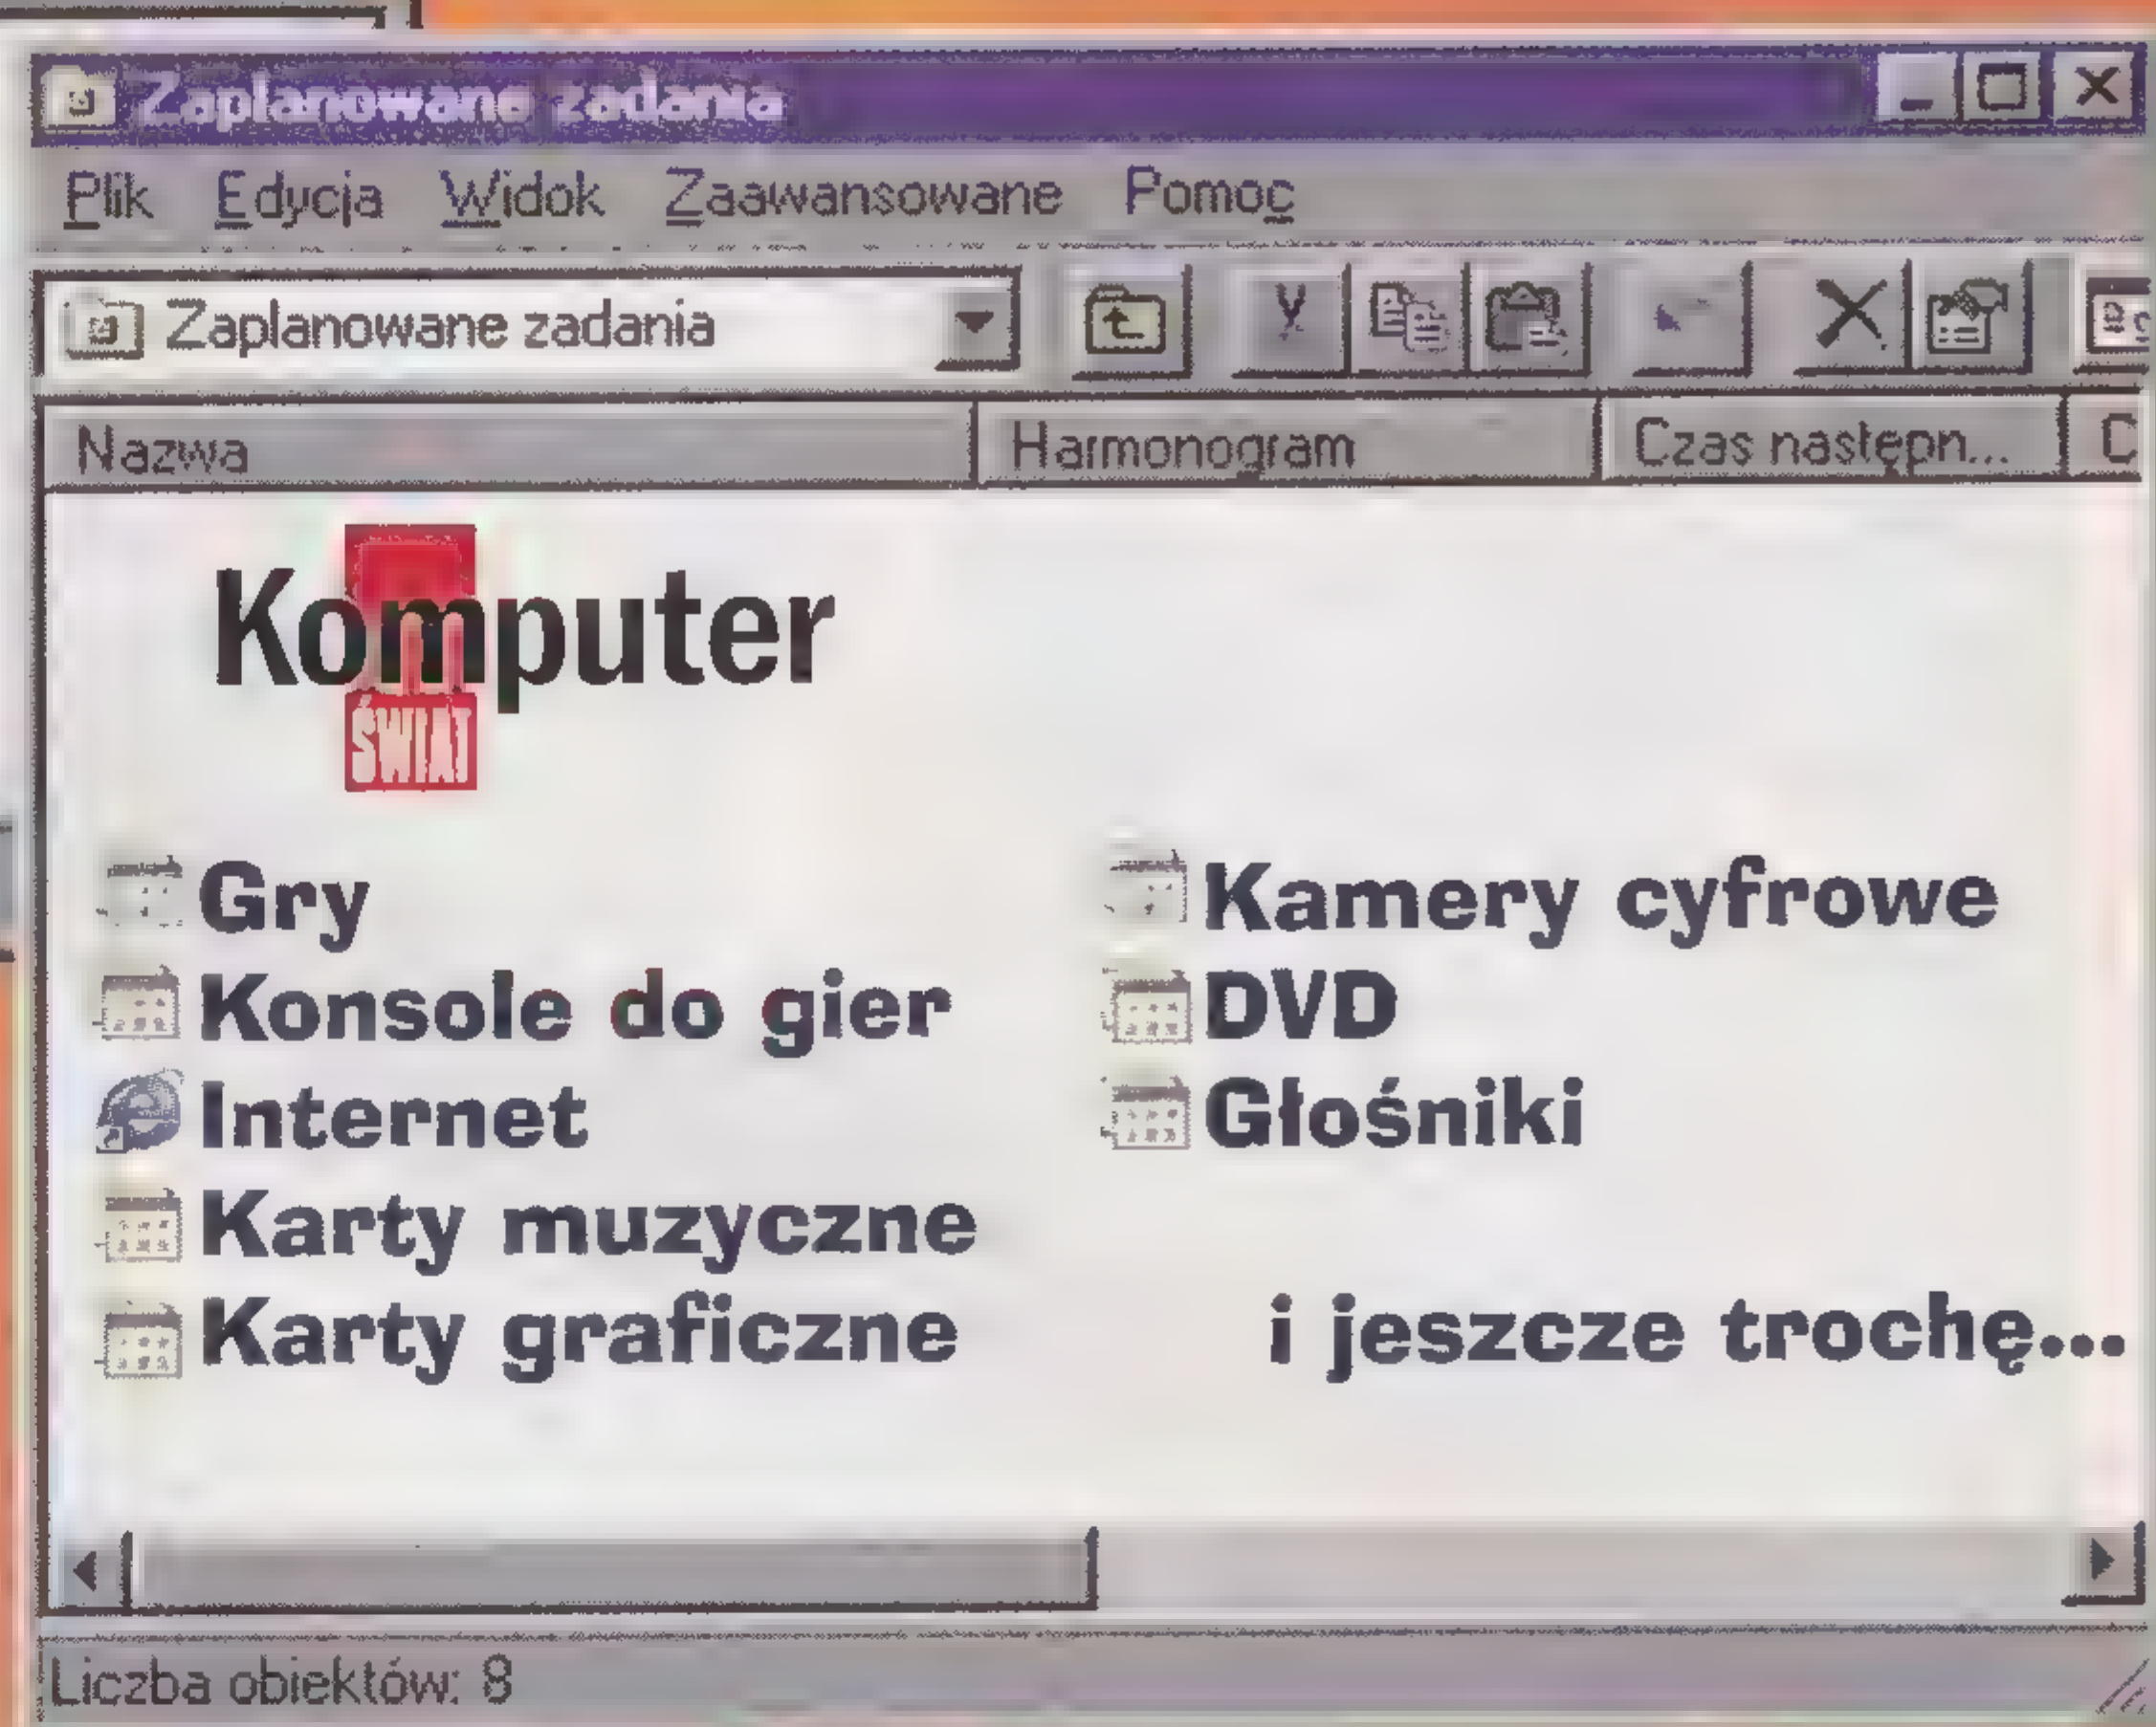 Zaplanowane zadania
Plik Edycja Widok Zaawansowane Pomoc
Zaplanowane zadania
Nazwa Harmonogram Czas następn... C
Komputer
ŚWIAT
Gry
Konsole do gier
Internet
Karty muzyczne
Karty graficzne
Kamery cyfrowe
DVD
Głośniki
i jeszcze trochę...
Liczba obiektów: 8